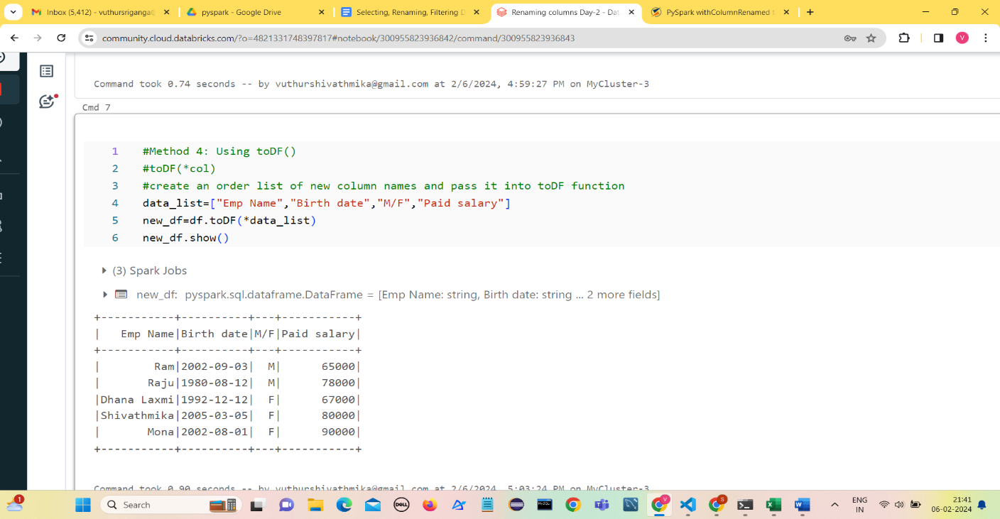 Inbox (5,412) - vuthursriganga
pyspark - Google Drive
Selecting, Renaming, Filtering D
Renaming columns Day-2 - Dat
PySpark withColumnRenamed t
community.cloud.databricks.com/?o=4821331748397817#notebook/300955823936842/command/300955823936843
V
Command took 0.74 seconds -- by vuthurshivathmika@gmail.com at 2/6/2024, 4:59:27 PM on MyCluster-3
Cmd 7
1 #Method 4: Using toDF()
2 #toDF(*col)
3 #create an order list of new column names and pass it into toDF function
4 data_list=["Emp Name","Birth date","M/F","Paid salary"]
5 new_df=df.toDF(*data_list)
6 new_df.show()
(3) Spark Jobs
new_df: pyspark.sql.dataframe.DataFrame = [Emp Name: string, Birth date: string ... 2 more fields]
+-----------+----------+---+-----------+
|   Emp Name|Birth date|M/F|Paid salary|
+-----------+----------+---+-----------+
|        Ram|2002-09-03|  M|      65000|
|       Raju|1980-08-12|  M|      78000|
|Dhana Laxmi|1992-12-12|  F|      67000|
|Shivathmika|2005-03-05|  F|      80000|
|       Mona|2002-08-01|  F|      90000|
+-----------+----------+---+-----------+
Command took 0.90 seconds -- by vuthurshivathmika@gmail.com at 2/6/2024, 5:03:24 PM on MyCluster-3
1
Search
DELL
MySQL
V
S
ENG
IN
21:41
06-02-2024